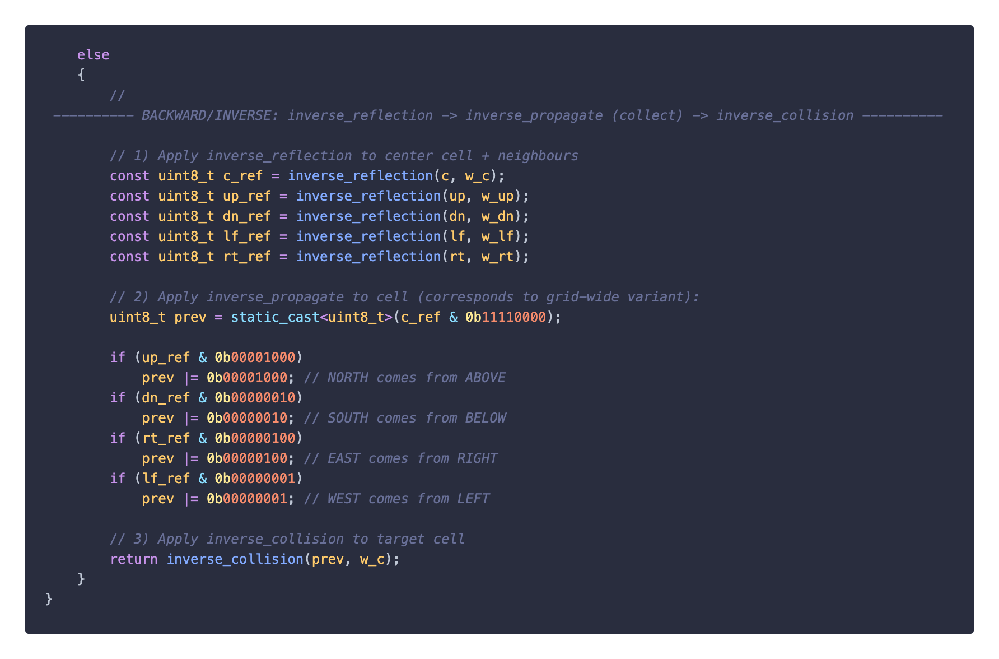 else
{
//
---------- BACKWARD/INVERSE: inverse_reflection -> inverse_propagate (collect) -> inverse_collision ----------
// 1) Apply inverse_reflection to center cell + neighbours
const uint8_t c_ref = inverse_reflection(c, w_c);
const uint8_t up_ref = inverse_reflection(up, w_up);
const uint8_t dn_ref = inverse_reflection(dn, w_dn);
const uint8_t lf_ref = inverse_reflection(lf, w_lf);
const uint8_t rt_ref = inverse_reflection(rt, w_rt);
// 2) Apply inverse_propagate to cell (corresponds to grid-wide variant):
uint8_t prev = static_cast<uint8_t>(c_ref & 0b11110000);
if (up_ref & 0b00001000)
prev |= 0b00001000; // NORTH comes from ABOVE
if (dn_ref & 0b00000010)
prev |= 0b00000010; // SOUTH comes from BELOW
if (rt_ref & 0b00000100)
prev |= 0b00000100; // EAST comes from RIGHT
if (lf_ref & 0b00000001)
prev |= 0b00000001; // WEST comes from LEFT
// 3) Apply inverse_collision to target cell
return inverse_collision(prev, w_c);
}
}